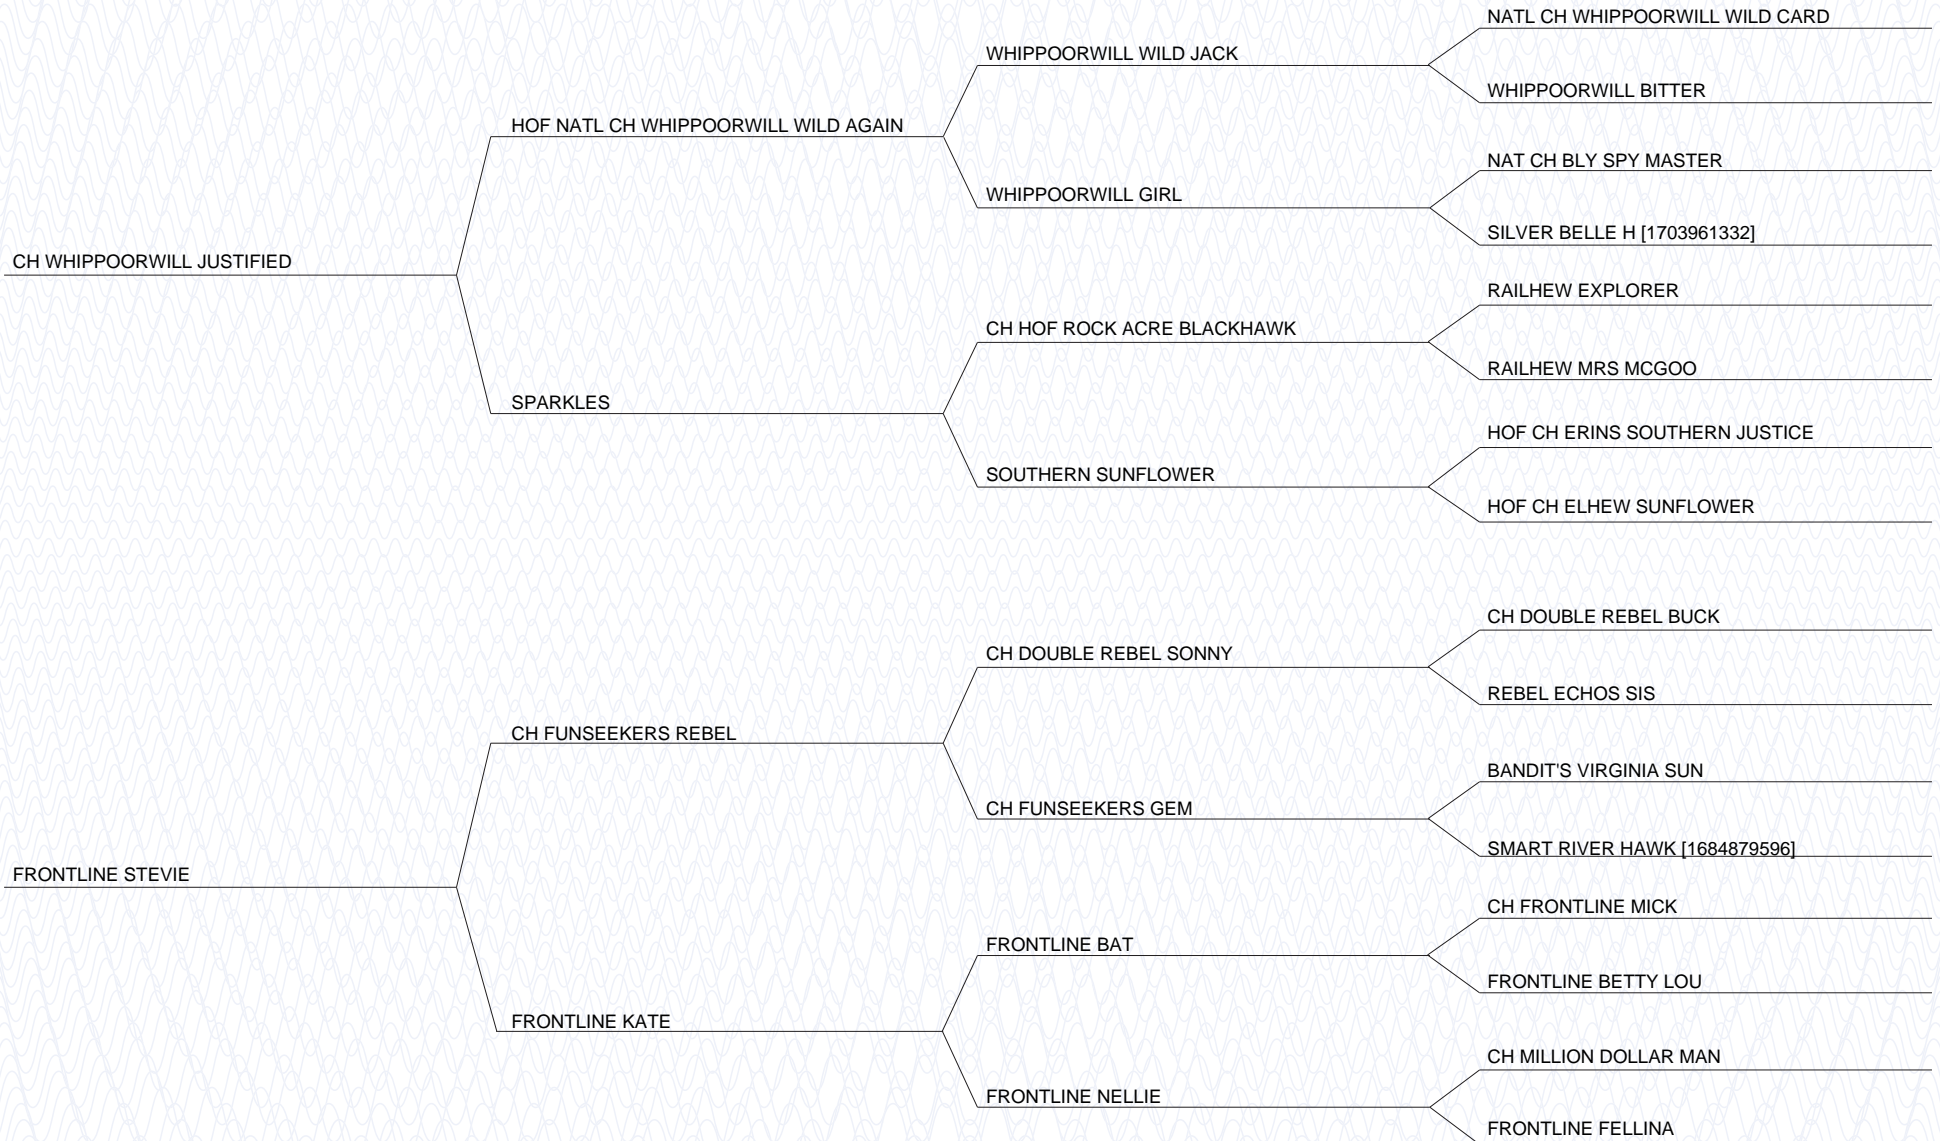 NATL CH WHIPPOORWILL WILD CARD
WHIPPOORWILL WILD JACK
WHIPPOORWILL BITTER
HOF NATL CH WHIPPOORWILL WILD AGAIN
NAT CH BLY SPY MASTER
WHIPPOORWILL GIRL
SILVER BELLE H [1703961332]
CH WHIPPOORWILL JUSTIFIED
RAILHEW EXPLORER
CH HOF ROCK ACRE BLACKHAWK
RAILHEW MRS MCGOO
SPARKLES
HOF CH ERINS SOUTHERN JUSTICE
SOUTHERN SUNFLOWER
HOF CH ELHEW SUNFLOWER
CH DOUBLE REBEL BUCK
CH DOUBLE REBEL SONNY
REBEL ECHOS SIS
CH FUNSEEKERS REBEL
BANDIT'S VIRGINIA SUN
CH FUNSEEKERS GEM
SMART RIVER HAWK [1684879596]
FRONTLINE STEVIE
CH FRONTLINE MICK
FRONTLINE BAT
FRONTLINE BETTY LOU
FRONTLINE KATE
CH MILLION DOLLAR MAN
FRONTLINE NELLIE
FRONTLINE FELLINA